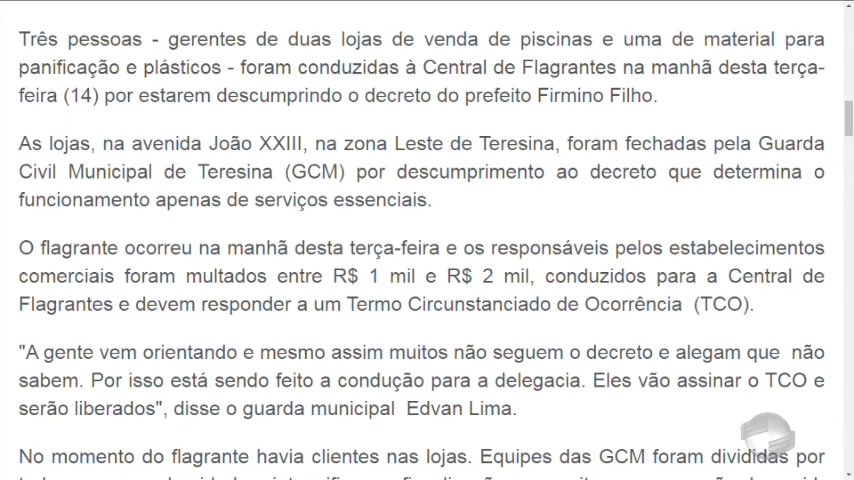 Três pessoas - gerentes de duas lojas de venda de piscinas e uma de material para
panificação e plásticos - foram conduzidas à Central de Flagrantes na manhã desta terça-
feira (14) por estarem descumprindo o decreto do prefeito Firmino Filho.
As lojas, na avenida João XXIII, na zona Leste de Teresina, foram fechadas pela Guarda
Civil Municipal de Teresina (GCM) por descumprimento ao decreto que determina o
funcionamento apenas de serviços essenciais.
O flagrante ocorreu na manhã desta terça-feira e os responsáveis pelos estabelecimentos
comerciais foram multados entre R$ 1 mil e R$ 2 mil, conduzidos para a Central de
Flagrantes e devem responder a um Termo Circunstanciado de Ocorrência (TCO).
"A gente vem orientando e mesmo assim muitos não seguem o decreto e alegam que não
sabem. Por isso está sendo feito a condução para a delegacia. Eles vão assinar o TCO e
serão liberados", disse o guarda municipal Edvan Lima.
No momento do flagrante havia clientes nas lojas. Equipes das GCM foram divididas por